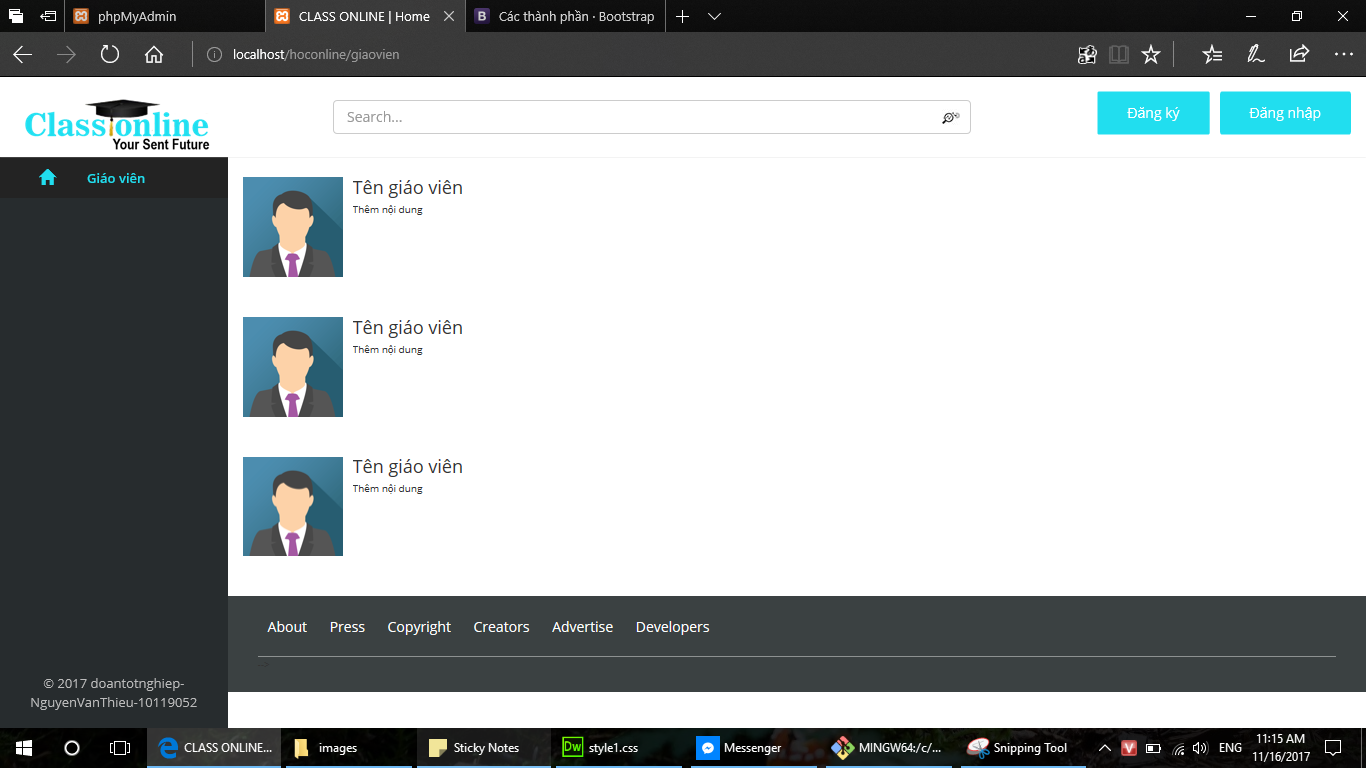 phpMyAdmin
CLASS ONLINE | Home
Các thành phần · Bootstrap
localhost/hoconline/giaovien
Class online
Your Sent Future
Search...
Đăng ký
Đăng nhập
Giáo viên
Tên giáo viên
Thêm nội dung
Tên giáo viên
Thêm nội dung
Tên giáo viên
Thêm nội dung
About Press Copyright Creators Advertise Developers
-->
© 2017 doantotnghiep-
NguyenVanThieu-10119052
CLASS ONLINE...
images
Sticky Notes
Dw
style1.css
Messenger
MINGW64:/c/...
Snipping Tool
ENG
11:15 AM
11/16/2017